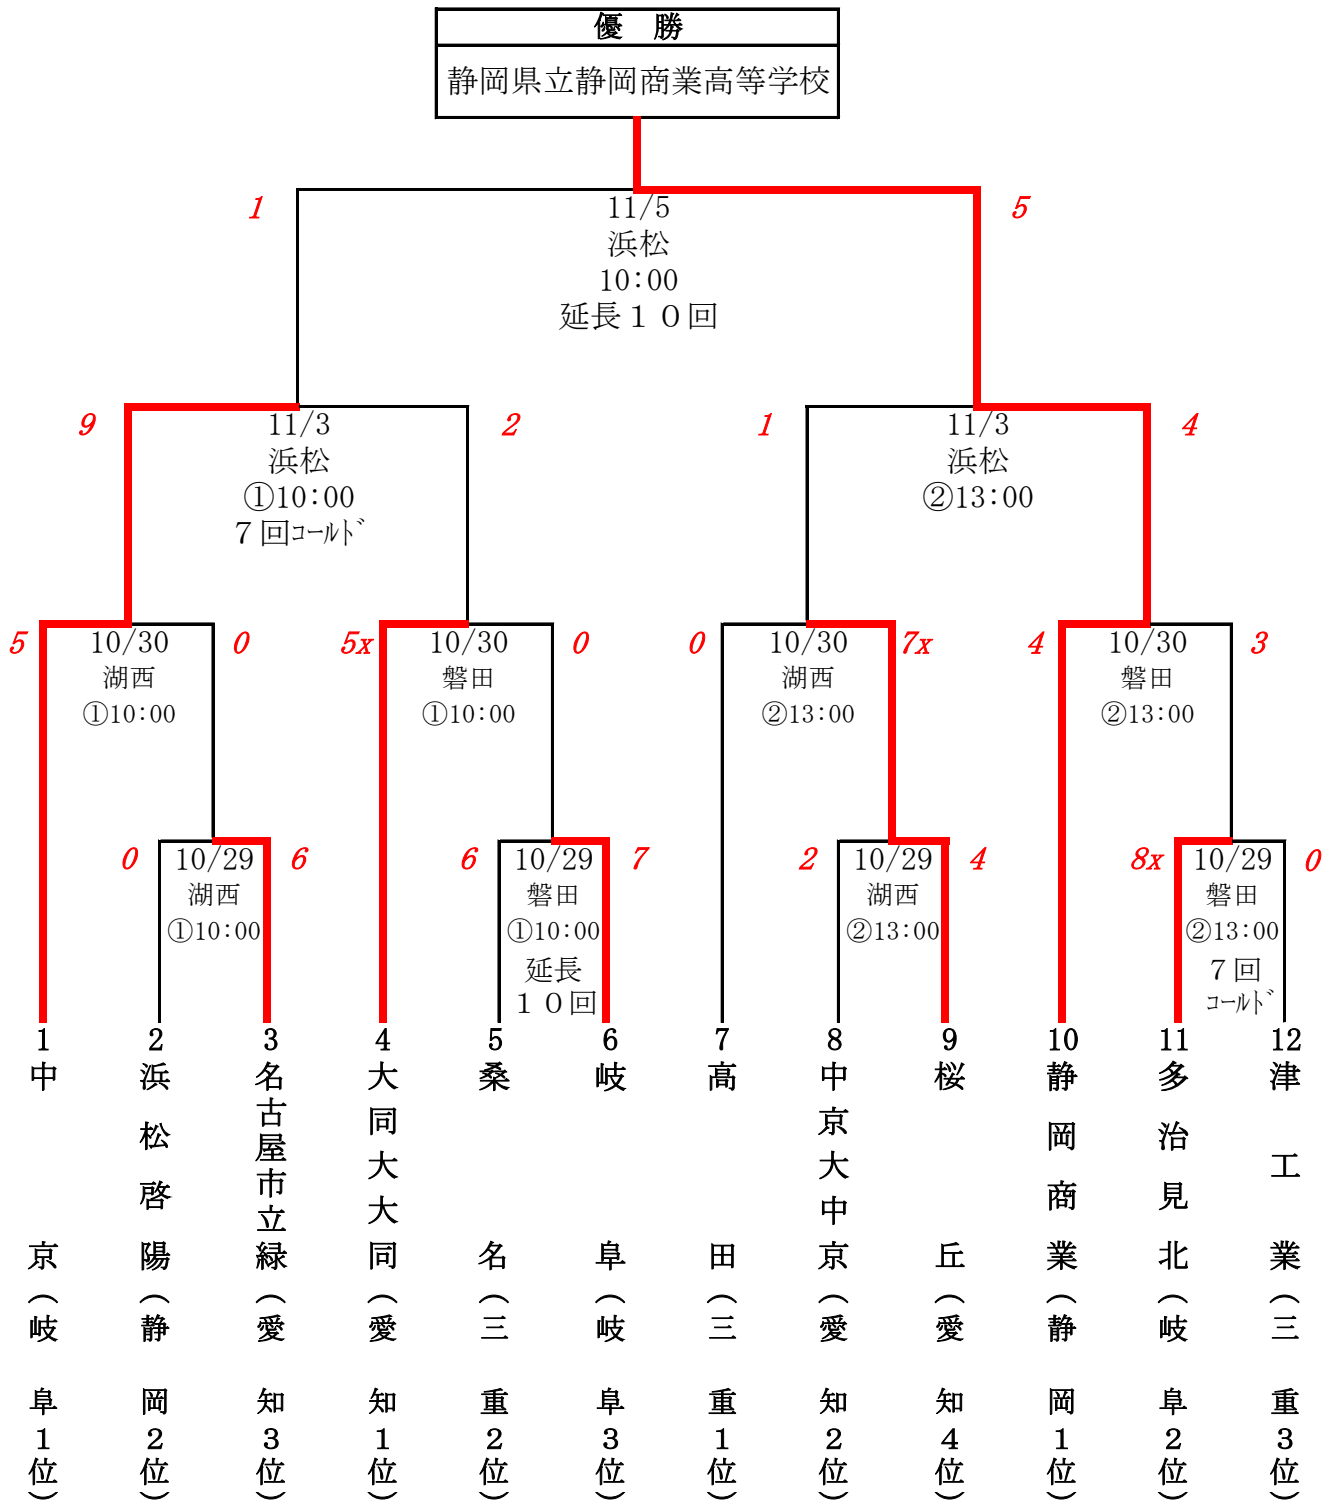 優　勝
静岡県立静岡商業高等学校
1
11/5
浜松
10:00
延長１０回
5
9
11/3
浜松
①10:00
７回ｺｰﾙﾄﾞ
2
1
11/3
浜松
②13:00
4
5
10/30
湖西
①10:00
0
5x
10/30
磐田
①10:00
0
0
10/30
湖西
②13:00
7x
4
10/30
磐田
②13:00
3
0
10/29
湖西
①10:00
6
6
10/29
磐田
①10:00
延長
１０回
7
2
10/29
湖西
②13:00
4
8x
10/29
磐田
②13:00
７回
ｺｰﾙﾄﾞ
0
1
中京（岐阜１位）
2
浜松啓陽（静岡２位）
3
名古屋市立緑（愛知３位）
4
大同大大同（愛知１位）
5
桑名（三重２位）
6
岐阜（岐阜３位）
7
高田（三重１位）
8
中京大中京（愛知２位）
9
桜丘（愛知４位）
10
静岡商業（静岡１位）
11
多治見北（岐阜２位）
12
津工業（三重３位）